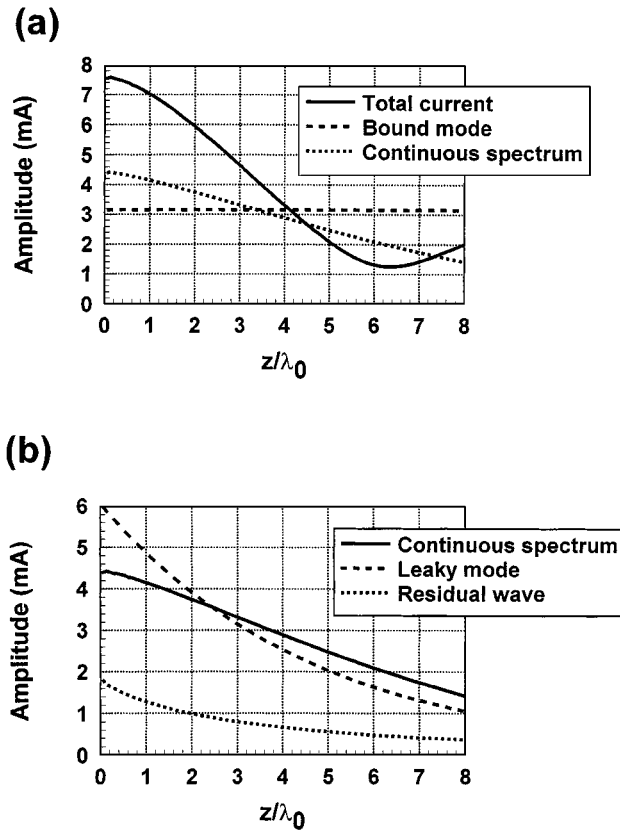 (a)
Amplitude (mA)
8
7
6
5
4
3
2
1
0
Total current
Bound mode
Continuous spectrum
0 1 2 3 4 5 6 7 8
z/λ0
(b)
Amplitude (mA)
6
5
4
3
2
1
0
Continuous spectrum
Leaky mode
Residual wave
0 1 2 3 4 5 6 7 8
z/λ0